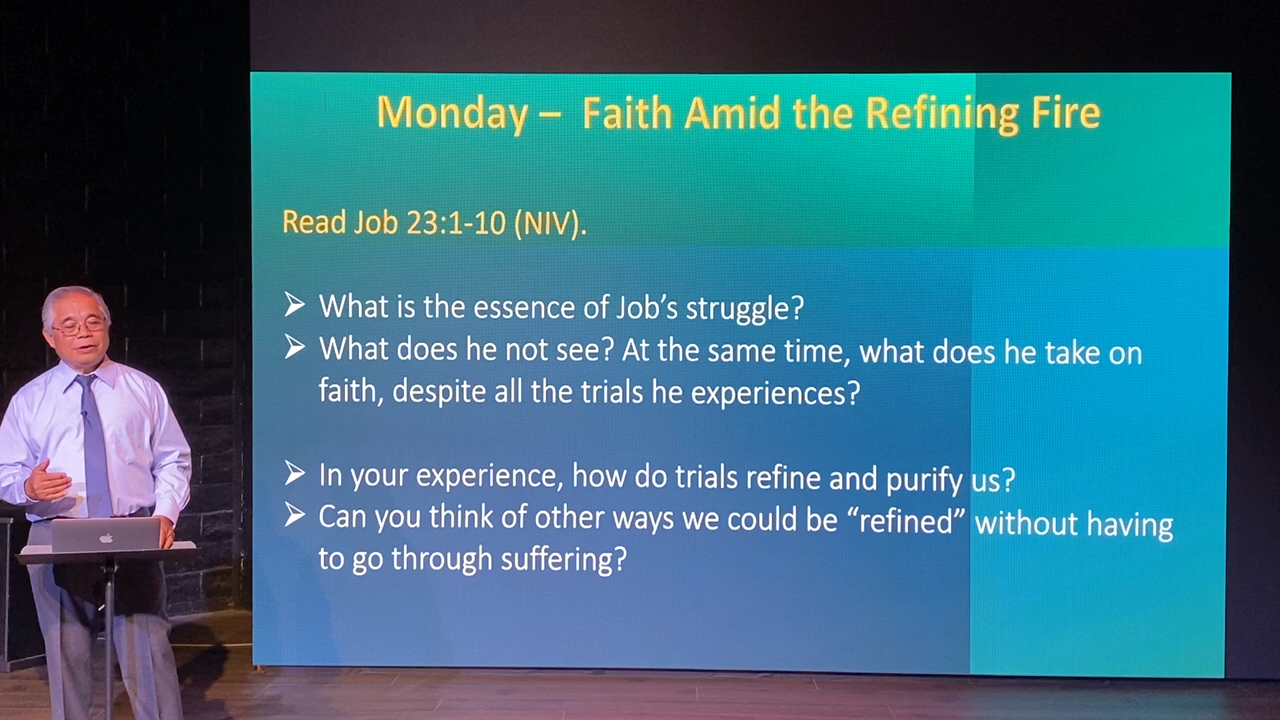 Monday – Faith Amid the Refining Fire
Read Job 23:1-10 (NIV).
➢ What is the essence of Job’s struggle?
➢ What does he not see? At the same time, what does he take on
faith, despite all the trials he experiences?
➢ In your experience, how do trials refine and purify us?
➢ Can you think of other ways we could be “refined” without having
to go through suffering?